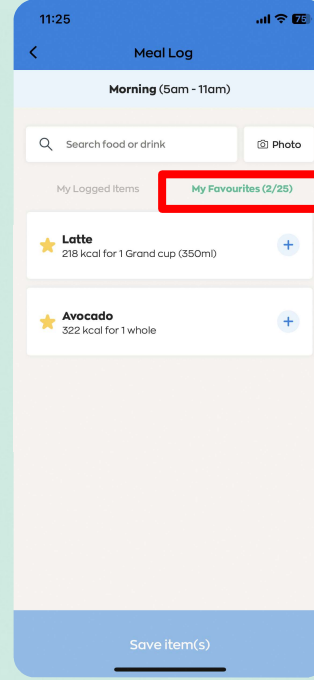 11:25
75
Meal Log
Morning (5am - 11am)
Search food or drink
Photo
My Logged Items
My Favourites (2/25)
Latte
218 kcal for 1 Grand cup (350ml)
Avocado
322 kcal for 1 whole
Save item(s)